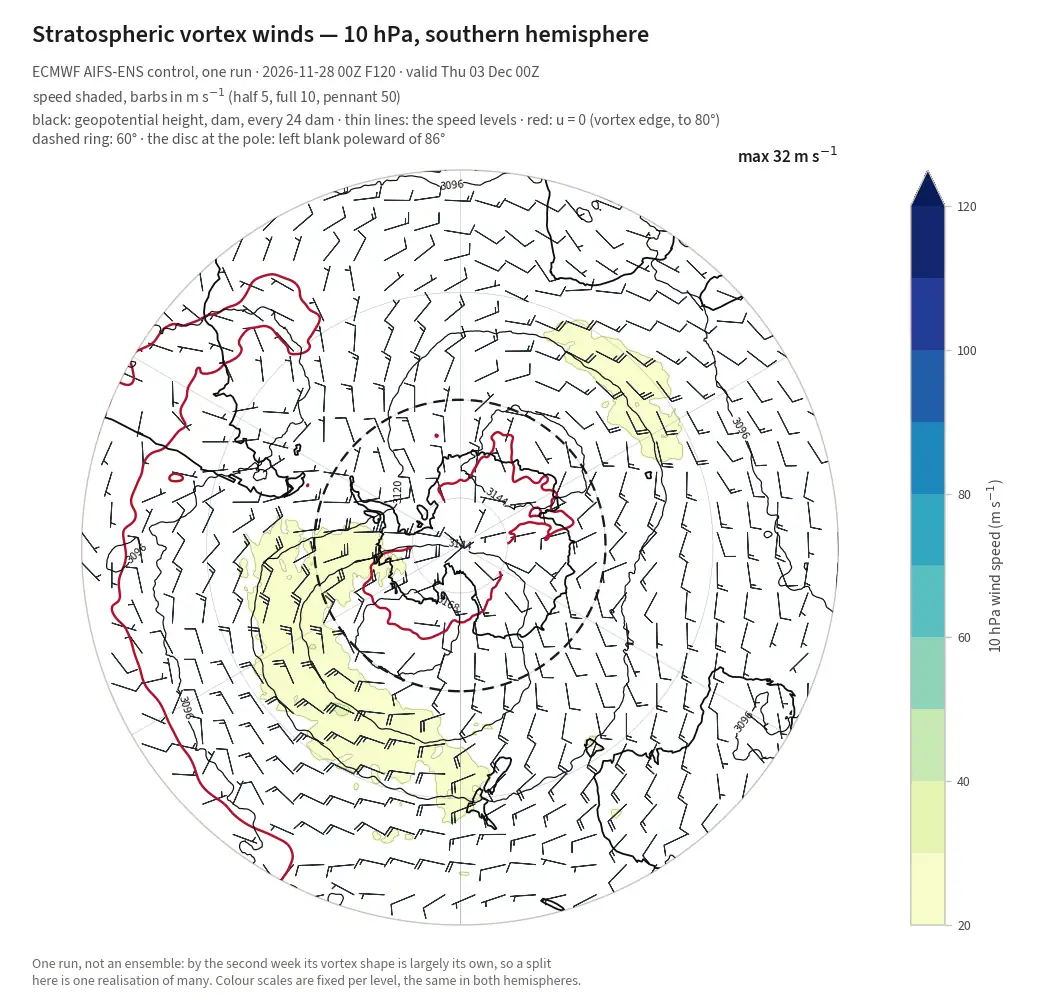 Stratospheric vortex winds — 10 hPa, southern hemisphere
ECMWF AIFS-ENS control, one run · 2026-11-28 00Z F120 · valid Thu 03 Dec 00Z
speed shaded, barbs in m s⁻¹ (half 5, full 10, pennant 50)
black: geopotential height, dam, every 24 dam · thin lines: the speed levels · red: u = 0 (vortex edge, to 80°)
dashed ring: 60° · the disc at the pole: left blank poleward of 86°
max 32 m s⁻¹
3096
3096
3120
3144
3144
3096
3168
3096
3096
120
100
80
60
40
20
10 hPa wind speed (m s⁻¹)
One run, not an ensemble: by the second week its vortex shape is largely its own, so a split
here is one realisation of many. Colour scales are fixed per level, the same in both hemispheres.